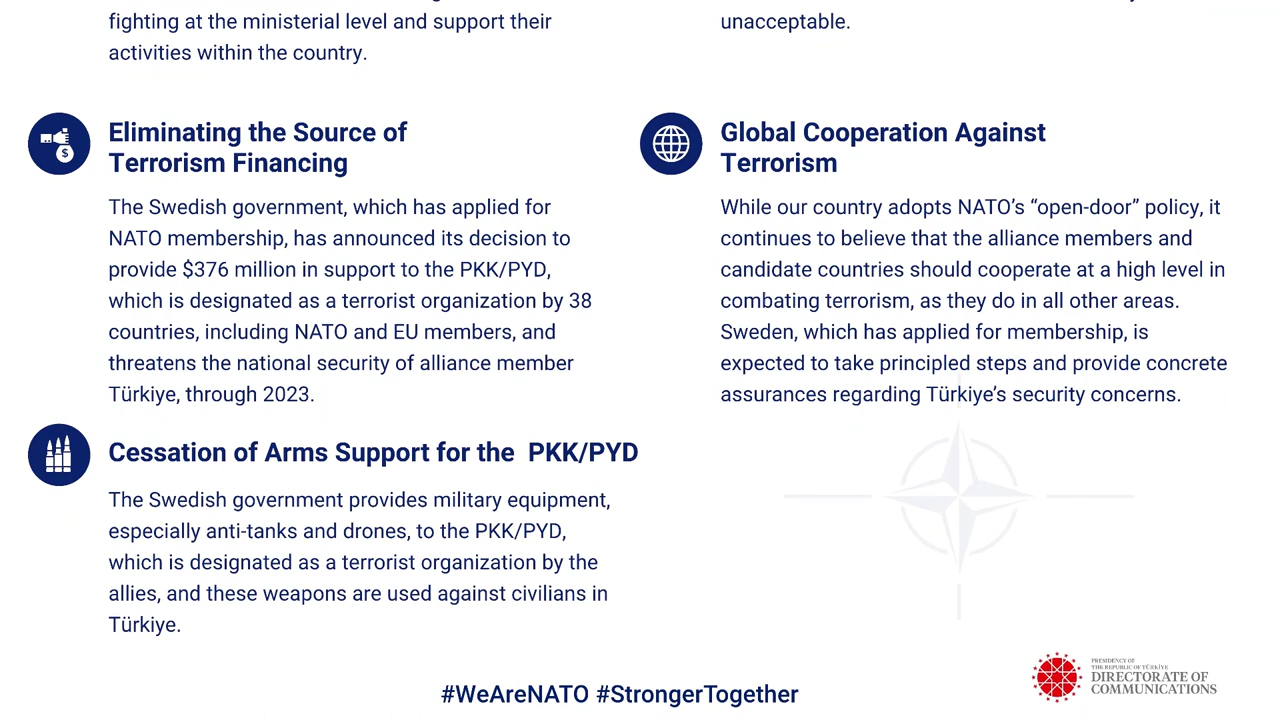 fighting at the ministerial level and support their
activities within the country.
unacceptable.
Eliminating the Source of
Terrorism Financing
The Swedish government, which has applied for
NATO membership, has announced its decision to
provide $376 million in support to the PKK/PYD,
which is designated as a terrorist organization by 38
countries, including NATO and EU members, and
threatens the national security of alliance member
Türkiye, through 2023.
Global Cooperation Against
Terrorism
While our country adopts NATO’s “open-door” policy, it
continues to believe that the alliance members and
candidate countries should cooperate at a high level in
combating terrorism, as they do in all other areas.
Sweden, which has applied for membership, is
expected to take principled steps and provide concrete
assurances regarding Türkiye’s security concerns.
Cessation of Arms Support for the PKK/PYD
The Swedish government provides military equipment,
especially anti-tanks and drones, to the PKK/PYD,
which is designated as a terrorist organization by the
allies, and these weapons are used against civilians in
Türkiye.
#WeAreNATO #StrongerTogether
PRESIDENCY OF
THE REPUBLIC OF TÜRKİYE
DIRECTORATE OF
COMMUNICATIONS